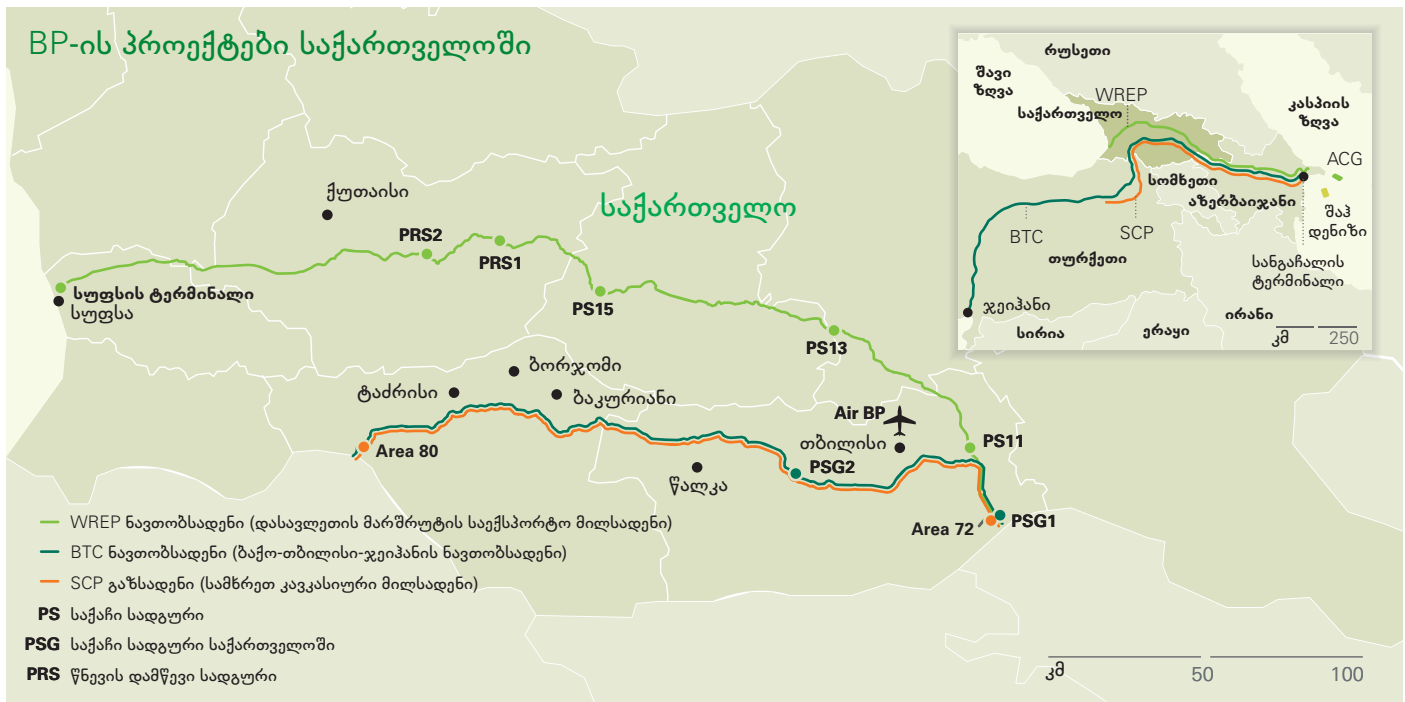 BP-ის პროექტები საქართველოში
რუსეთი
შავი
ზღვა
WREP
საქართველო
კასპიის
ზღვა
ACG
სომხეთი
აზერბაიჯანი
შაჰ
დენიზი
BTC
SCP
თურქეთი
სანგაჩალის
ტერმინალი
ჯეიჰანი
ირანი
სირია
ერაყი
კმ 250
ქუთაისი
საქართველო
PRS2
PRS1
სუფსის ტერმინალი
სუფსა
PS15
PS13
ბორჯომი
ტაძრისი
ბაკურიანი
Air BP
თბილისი
PS11
Area 80
PSG2
წალკა
Area 72
PSG1
WREP ნავთობსადენი (დასავლეთის მარშრუტის საექსპორტო მილსადენი)
BTC ნავთობსადენი (ბაქო-თბილისი-ჯეიჰანის ნავთობსადენი)
SCP გაზსადენი (სამხრეთ კავკასიური მილსადენი)
PS საქაჩი სადგური
PSG საქაჩი სადგური საქართველოში
PRS წნევის დამწევი სადგური
კმ 50 100